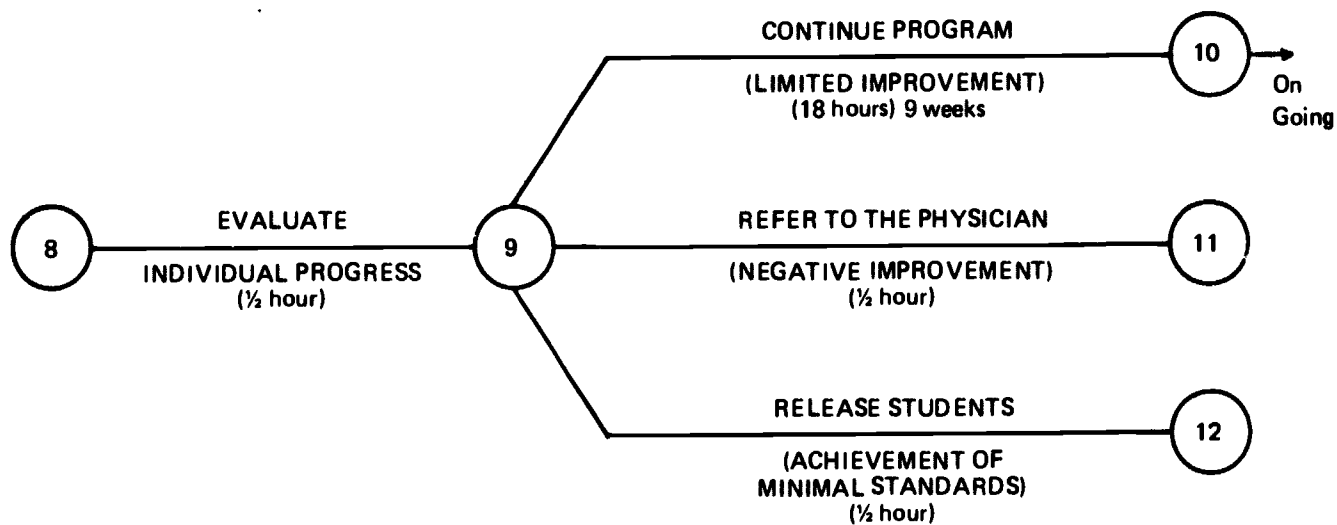 CONTINUE PROGRAM
10
(LIMITED IMPROVEMENT)
(18 hours) 9 weeks
On
Going
8
EVALUATE
INDIVIDUAL PROGRESS
(½ hour)
9
REFER TO THE PHYSICIAN
11
(NEGATIVE IMPROVEMENT)
(½ hour)
RELEASE STUDENTS
12
(ACHIEVEMENT OF
MINIMAL STANDARDS)
(½ hour)